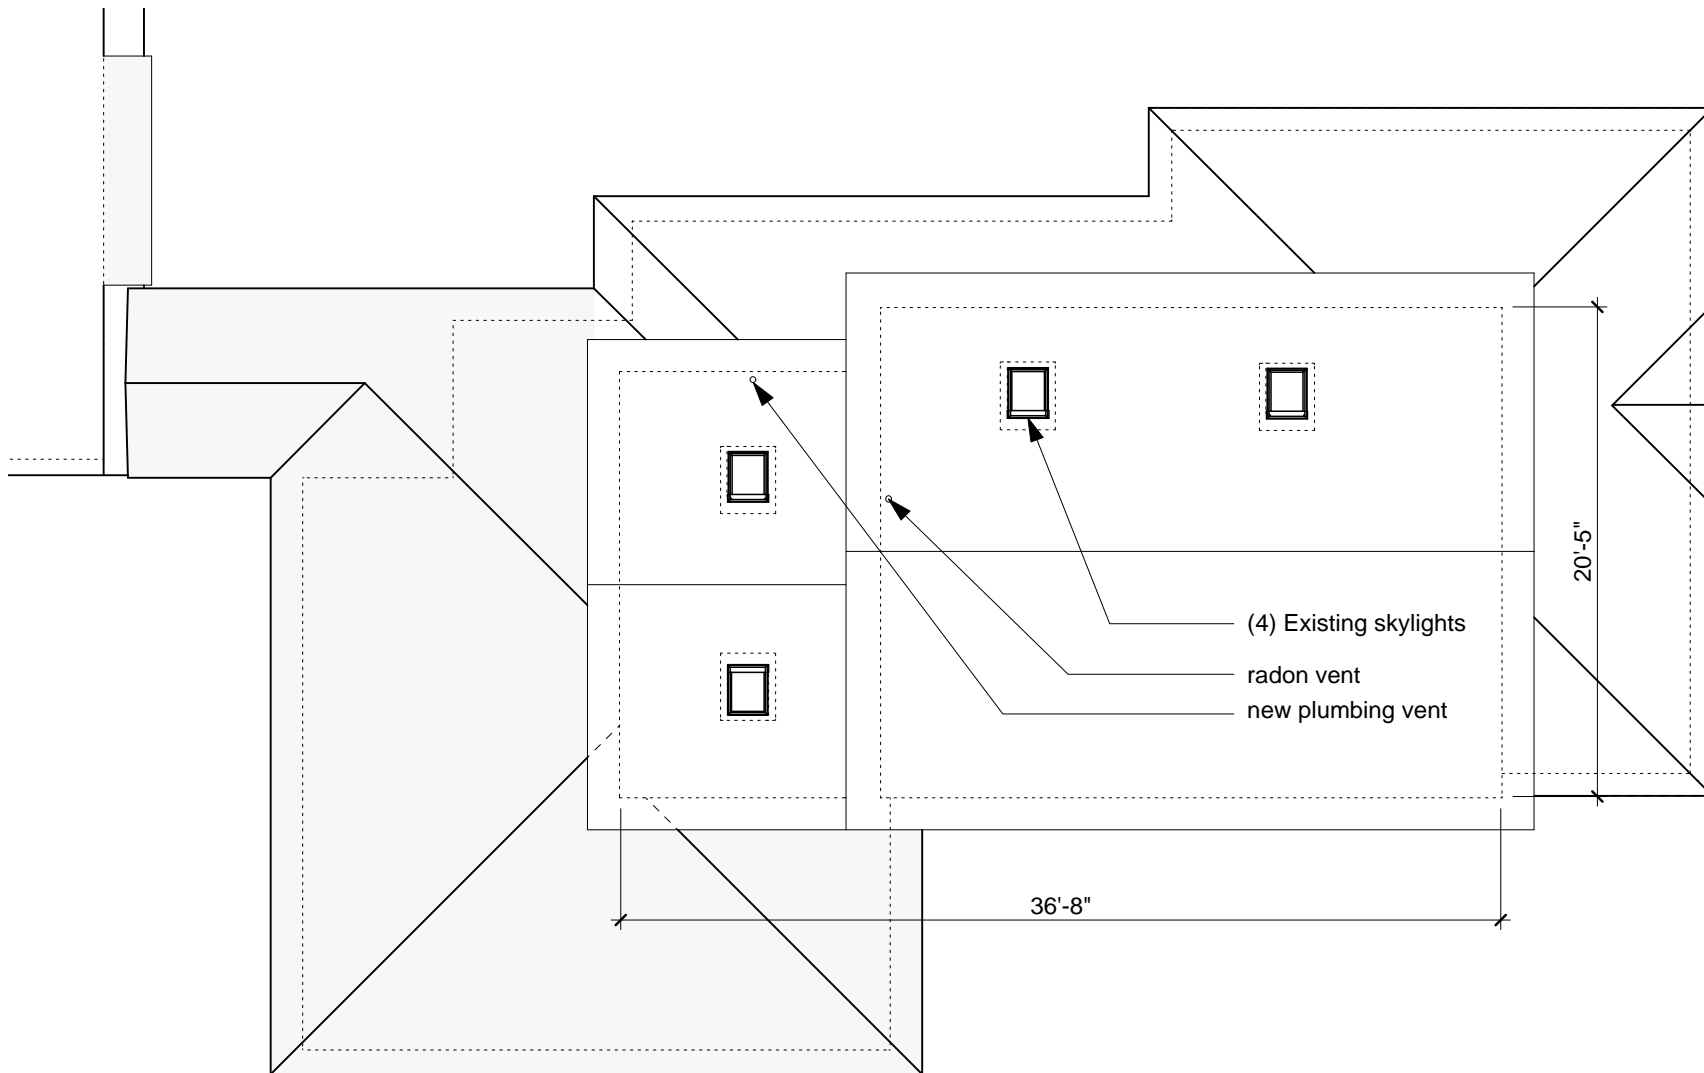 20'-5"
(4) Existing skylights
radon vent
new plumbing vent
36'-8"